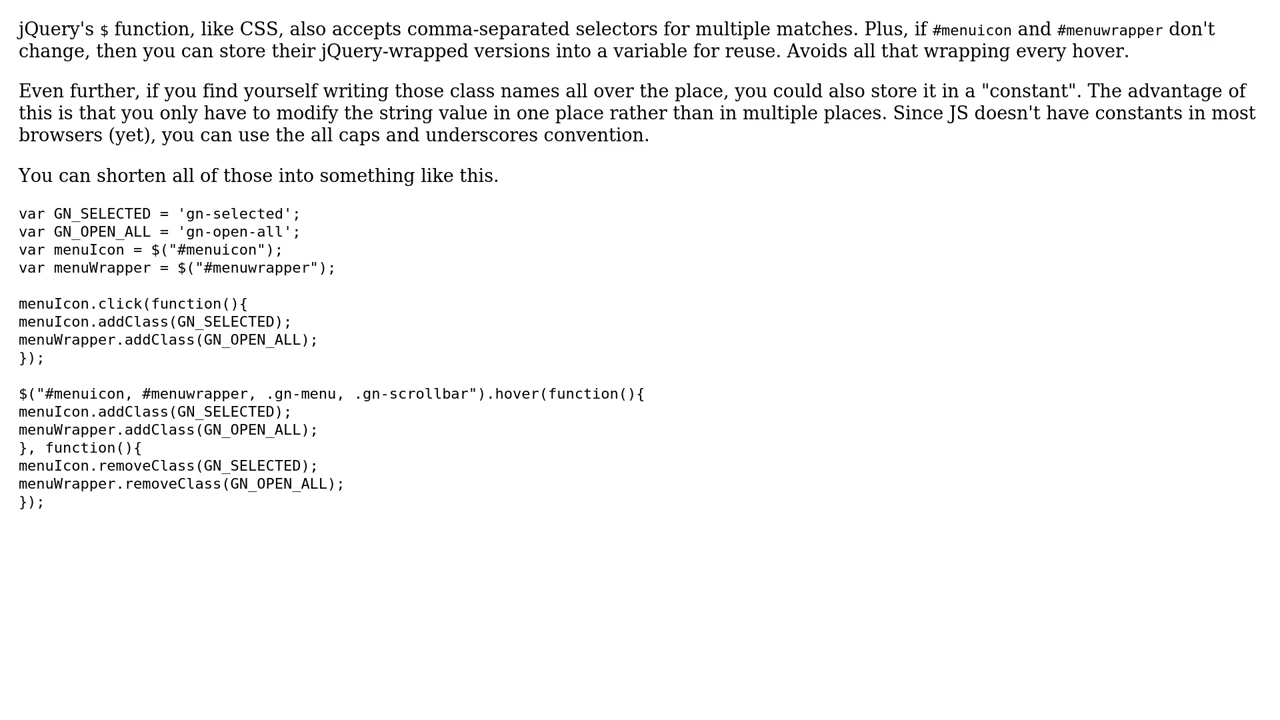 jQuery's $ function, like CSS, also accepts comma-separated selectors for multiple matches. Plus, if #menuicon and #menuwrapper don't
change, then you can store their jQuery-wrapped versions into a variable for reuse. Avoids all that wrapping every hover.
Even further, if you find yourself writing those class names all over the place, you could also store it in a "constant". The advantage of
this is that you only have to modify the string value in one place rather than in multiple places. Since JS doesn't have constants in most
browsers (yet), you can use the all caps and underscores convention.
You can shorten all of those into something like this.
var GN_SELECTED = 'gn-selected';
var GN_OPEN_ALL = 'gn-open-all';
var menuIcon = $("#menuicon");
var menuWrapper = $("#menuwrapper");
menuIcon.click(function(){
menuIcon.addClass(GN_SELECTED);
menuWrapper.addClass(GN_OPEN_ALL);
});
$("#menuicon, #menuwrapper, .gn-menu, .gn-scrollbar").hover(function(){
menuIcon.addClass(GN_SELECTED);
menuWrapper.addClass(GN_OPEN_ALL);
}, function(){
menuIcon.removeClass(GN_SELECTED);
menuWrapper.removeClass(GN_OPEN_ALL);
});